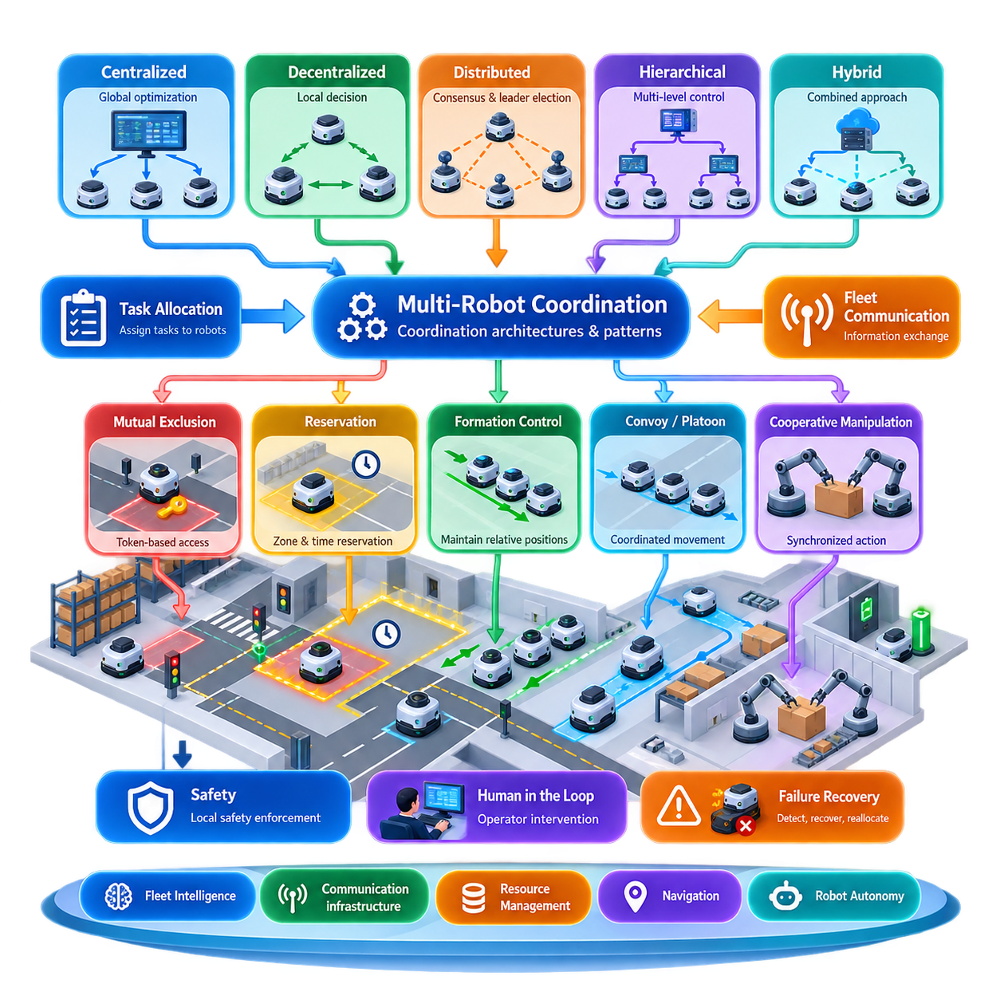 Centralized
Global optimization
Decentralized
Local decision
Distributed
Consensus & leader election
Hierarchical
Multi-level control
Hybrid
Combined approach
Task Allocation
Assign tasks to robots
Multi-Robot Coordination
Coordination architectures & patterns
Fleet
Communication
Information exchange
Mutual Exclusion
Token-based access
Reservation
Zone & time reservation
Formation Control
Maintain relative positions
Convoy / Platoon
Coordinated movement
Cooperative Manipulation
Synchronized action
Safety
Local safety enforcement
Human in the Loop
Operator intervention
Failure Recovery
Detect, recover, reallocate
Fleet Intelligence
Communication
infrastructure
Resource
Management
Navigation
Robot Autonomy